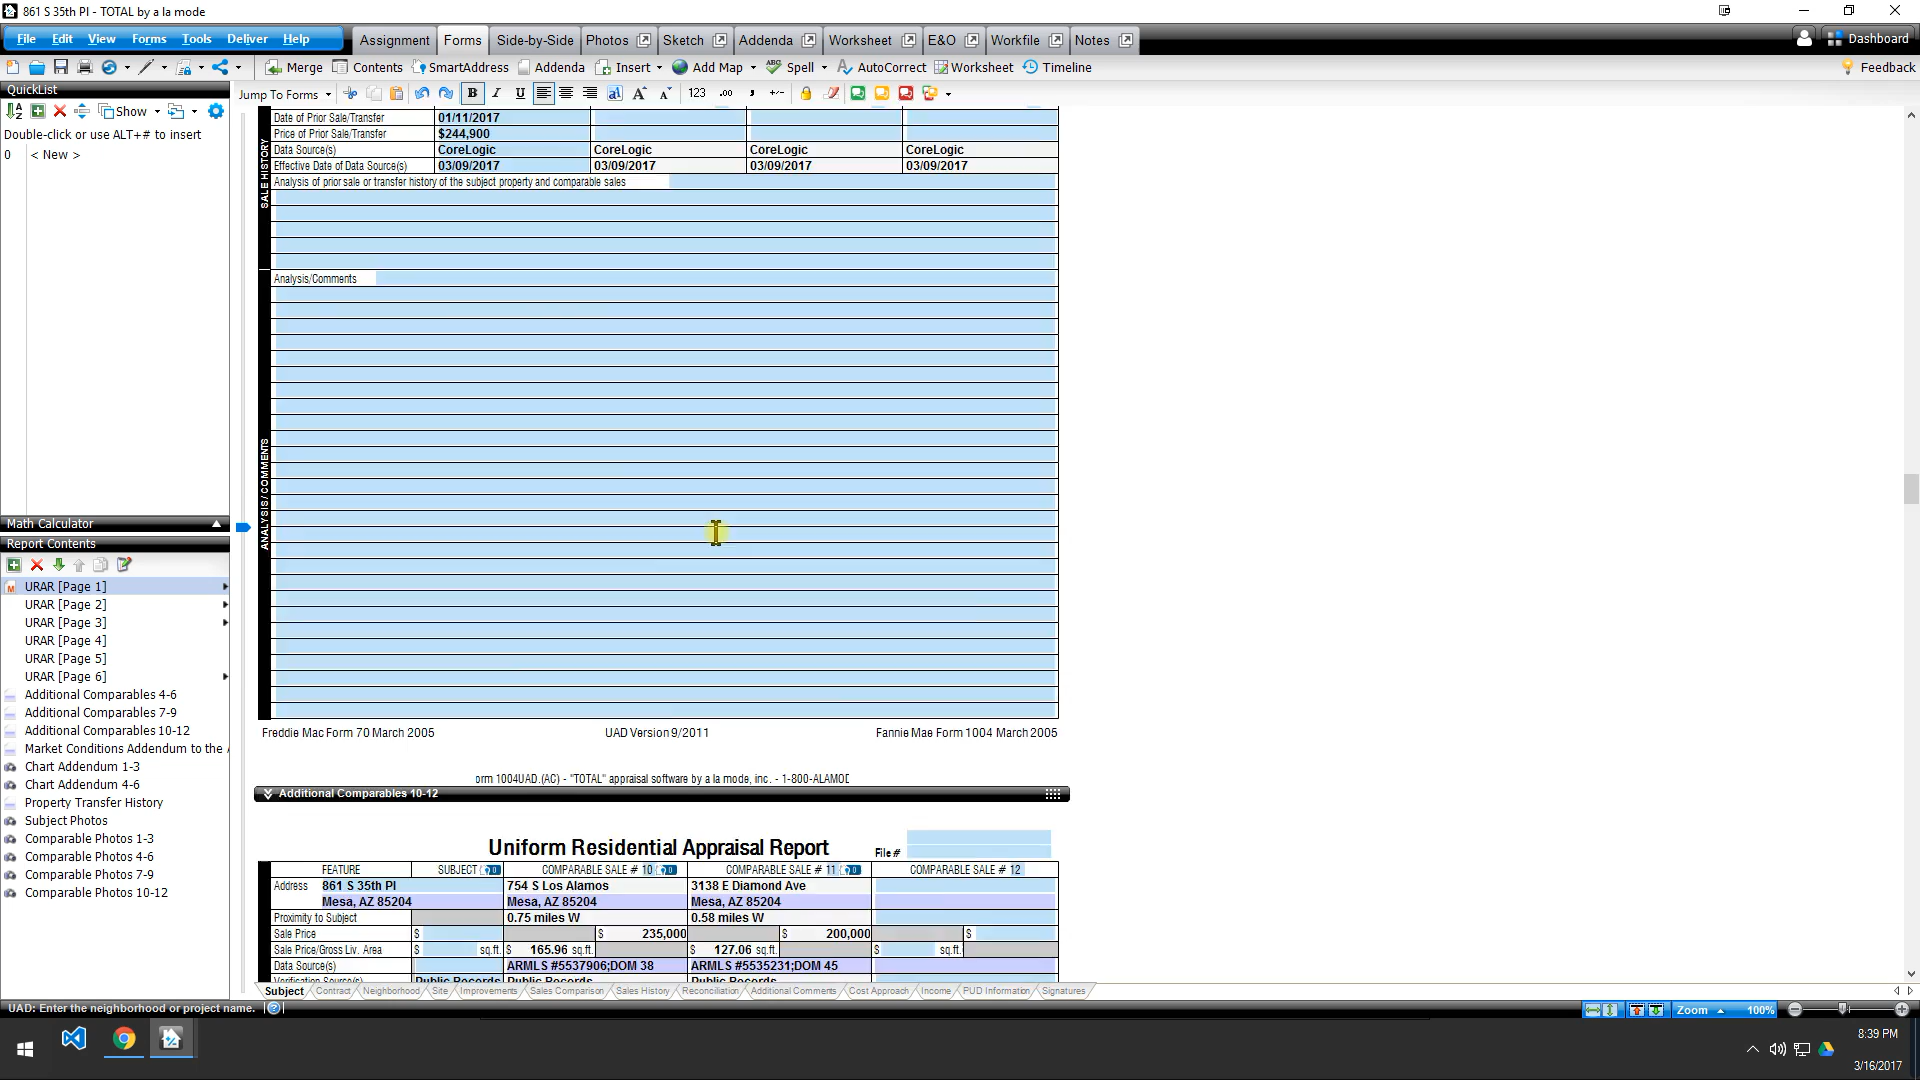 861 S 35th Pl - TOTAL by a la mode
File Edit View Forms Tools Deliver Help
Assignment Forms Side-by-Side Photos Sketch Addenda Worksheet E&O Workfile Notes Dashboard
Merge Contents SmartAddress Addenda Insert Add Map Spell AutoCorrect Worksheet Timeline Feedback
QuickList
Jump To Forms B I U A A 123 .00
Show
Double-click or use ALT+# to insert
0 < New >
Date of Prior Sale/Transfer 01/11/2017
Price of Prior Sale/Transfer $244,900
Data Source(s) CoreLogic CoreLogic CoreLogic CoreLogic
Effective Date of Data Source(s) 03/09/2017 03/09/2017 03/09/2017 03/09/2017
SALE HISTORY
Analysis of prior sale or transfer history of the subject property and comparable sales
Analysis/Comments
ANALYSIS / COMMENTS
Math Calculator
Report Contents
URAR [Page 1]
URAR [Page 2]
URAR [Page 3]
URAR [Page 4]
URAR [Page 5]
URAR [Page 6]
Additional Comparables 4-6
Additional Comparables 7-9
Additional Comparables 10-12
Market Conditions Addendum to the
Chart Addendum 1-3
Chart Addendum 4-6
Property Transfer History
Subject Photos
Comparable Photos 1-3
Comparable Photos 4-6
Comparable Photos 7-9
Comparable Photos 10-12
Freddie Mac Form 70 March 2005 UAD Version 9/2011 Fannie Mae Form 1004 March 2005
orm 1004UAD.(AC) - "TOTAL" appraisal software by a la mode, inc. - 1-800-ALAMOD
Additional Comparables 10-12
Uniform Residential Appraisal Report File #
FEATURE SUBJECT COMPARABLE SALE # 10 COMPARABLE SALE # 11 COMPARABLE SALE # 12
Address 861 S 35th Pl 754 S Los Alamos 3138 E Diamond Ave
Mesa, AZ 85204 Mesa, AZ 85204 Mesa, AZ 85204
Proximity to Subject 0.75 miles W 0.58 miles W
Sale Price $ $ 235,000 $ 200,000 $
Sale Price/Gross Liv. Area $ sq.ft. $ 165.96 sq.ft. $ 127.06 sq.ft. $ sq.ft.
Data Source(s) ARMLS #5537906;DOM 38 ARMLS #5535231;DOM 45
Verification Source(s) Public Records Public Records Public Records
Subject Contract Neighborhood Site Improvements Sales Comparison Sales History Reconciliation Additional Comments Cost Approach Income PUD Information Signatures
UAD: Enter the neighborhood or project name. Zoom 100%
8:39 PM
3/16/2017